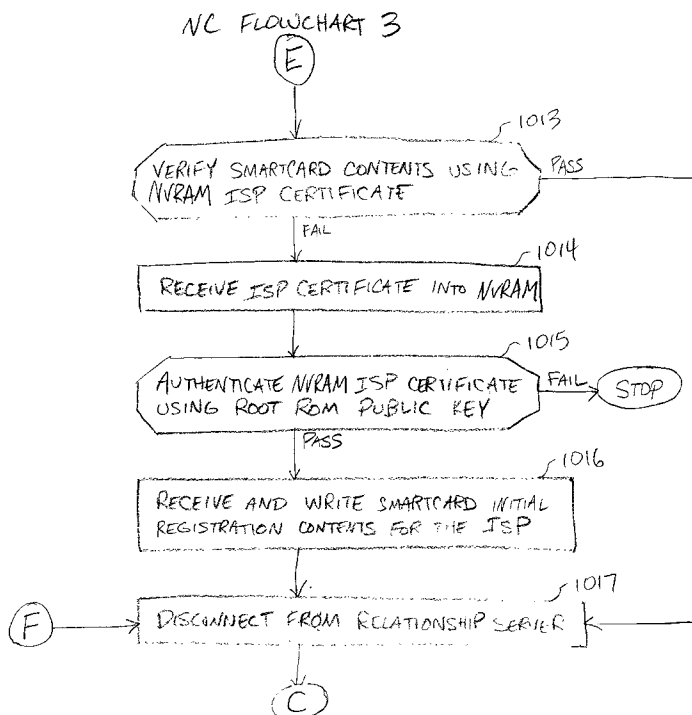 NC FLOWCHART 3
E
1013
VERIFY SMARTCARD CONTENTS USING
NVRAM ISP CERTIFICATE
PASS
FAIL
1014
RECEIVE ISP CERTIFICATE INTO NVRAM
1015
AUTHENTICATE NVRAM ISP CERTIFICATE
USING ROOT ROM PUBLIC KEY
FAIL
STOP
PASS
1016
RECEIVE AND WRITE SMARTCARD INITIAL
REGISTRATION CONTENTS FOR THE ISP
1017
F
DISCONNECT FROM RELATIONSHIP SERVER
C